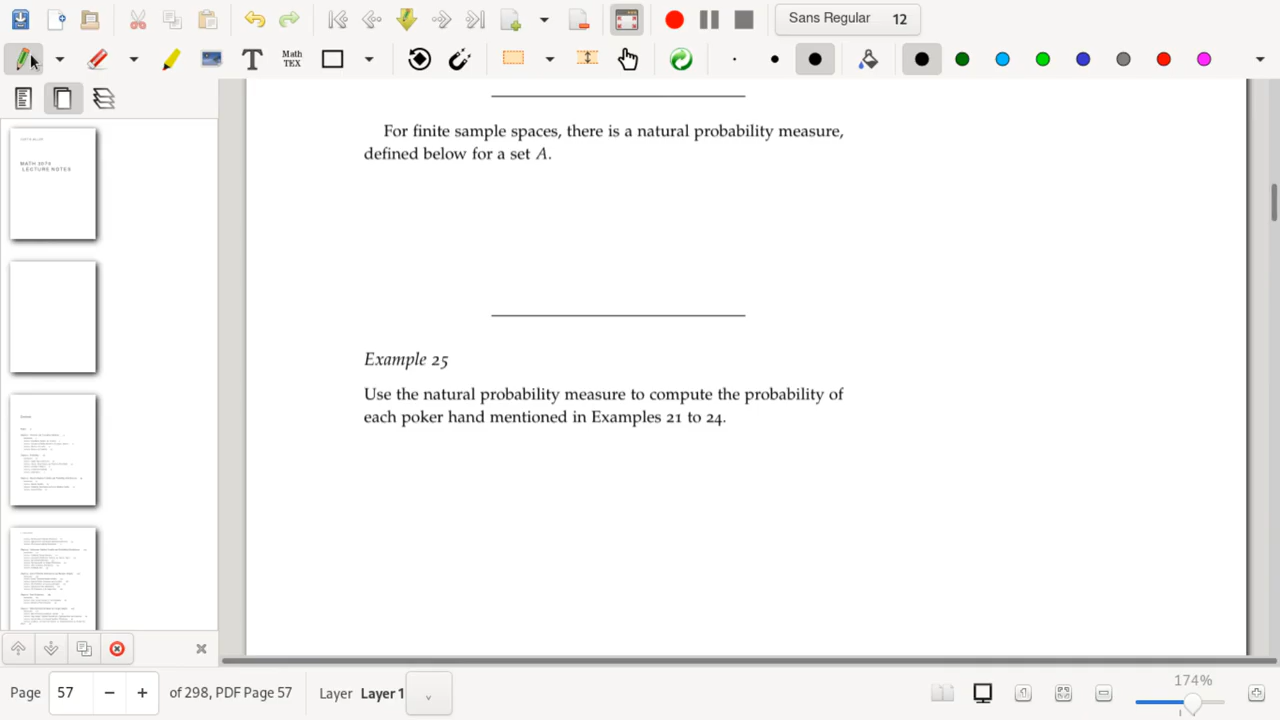 Sans Regular 12
Math
TEX
For finite sample spaces, there is a natural probability measure,
defined below for a set A.
Example 25
Use the natural probability measure to compute the probability of
each poker hand mentioned in Examples 21 to 24.
MATH 3070
LECTURE NOTES
Page 57 of 298, PDF Page 57 Layer Layer 1 174%